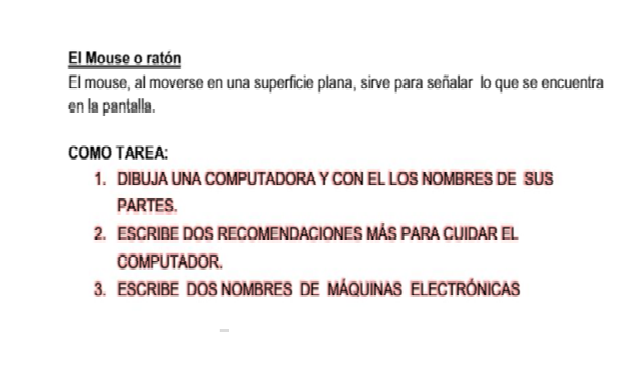 El Mouse o ratón
El mouse, al moverse en una superficie plana, sirve para señalar lo que se encuentra
en la pantalla.
COMO TAREA:
1. DIBUJA UNA COMPUTADORA Y CON EL LOS NOMBRES DE SUS
PARTES.
2. ESCRIBE DOS RECOMENDACIONES MÁS PARA CUIDAR EL
COMPUTADOR.
3. ESCRIBE DOS NOMBRES DE MÁQUINAS ELECTRÓNICAS